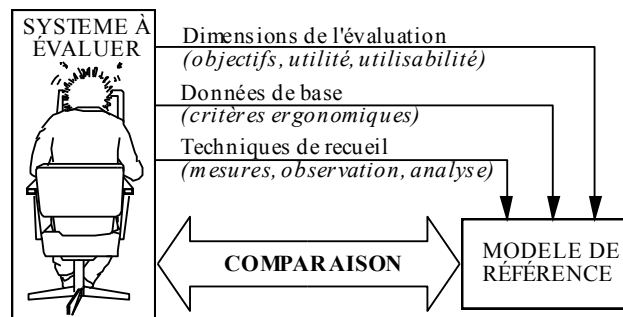 SYSTEME À
ÉVALUER
Dimensions de l'évaluation
(objectifs, utilité, utilisabilité)
Données de base
(critères ergonomiques)
Techniques de recueil
(mesures, observation, analyse)
COMPARAISON
MODELE DE
RÉFÉRENCE